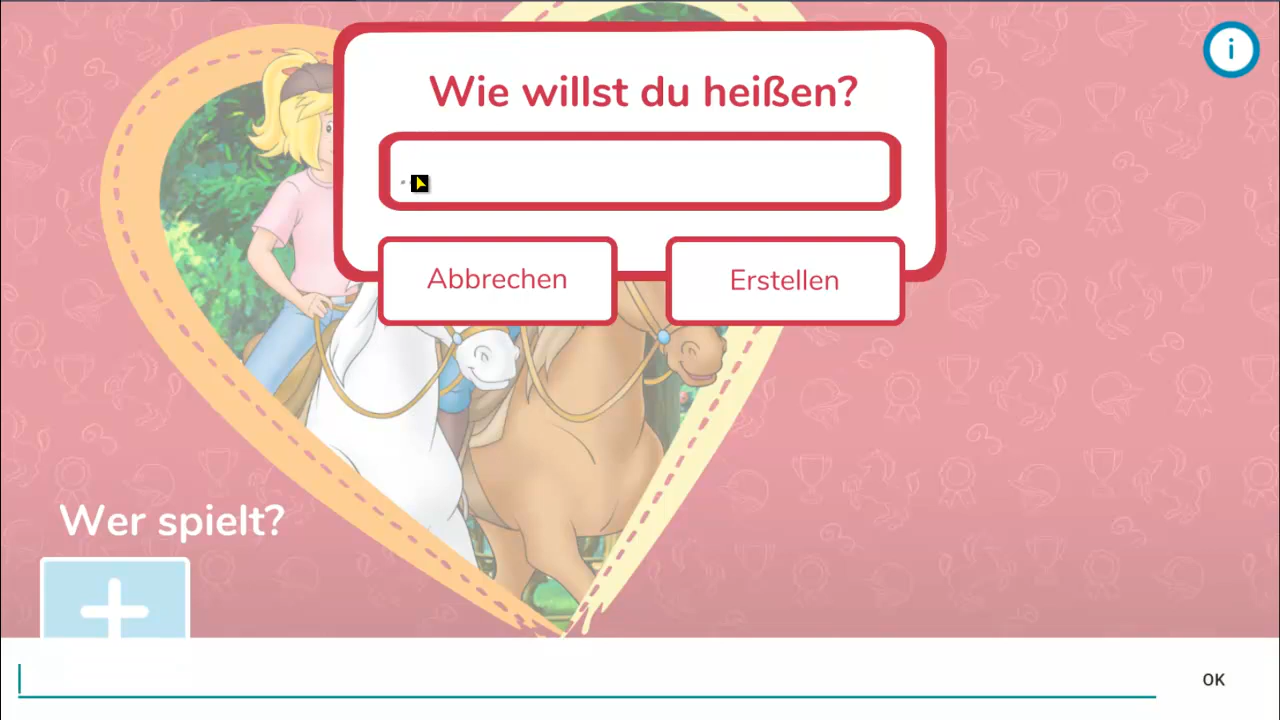 Wie willst du heißen?
Abbrechen
Erstellen
Wer spielt?
OK
i